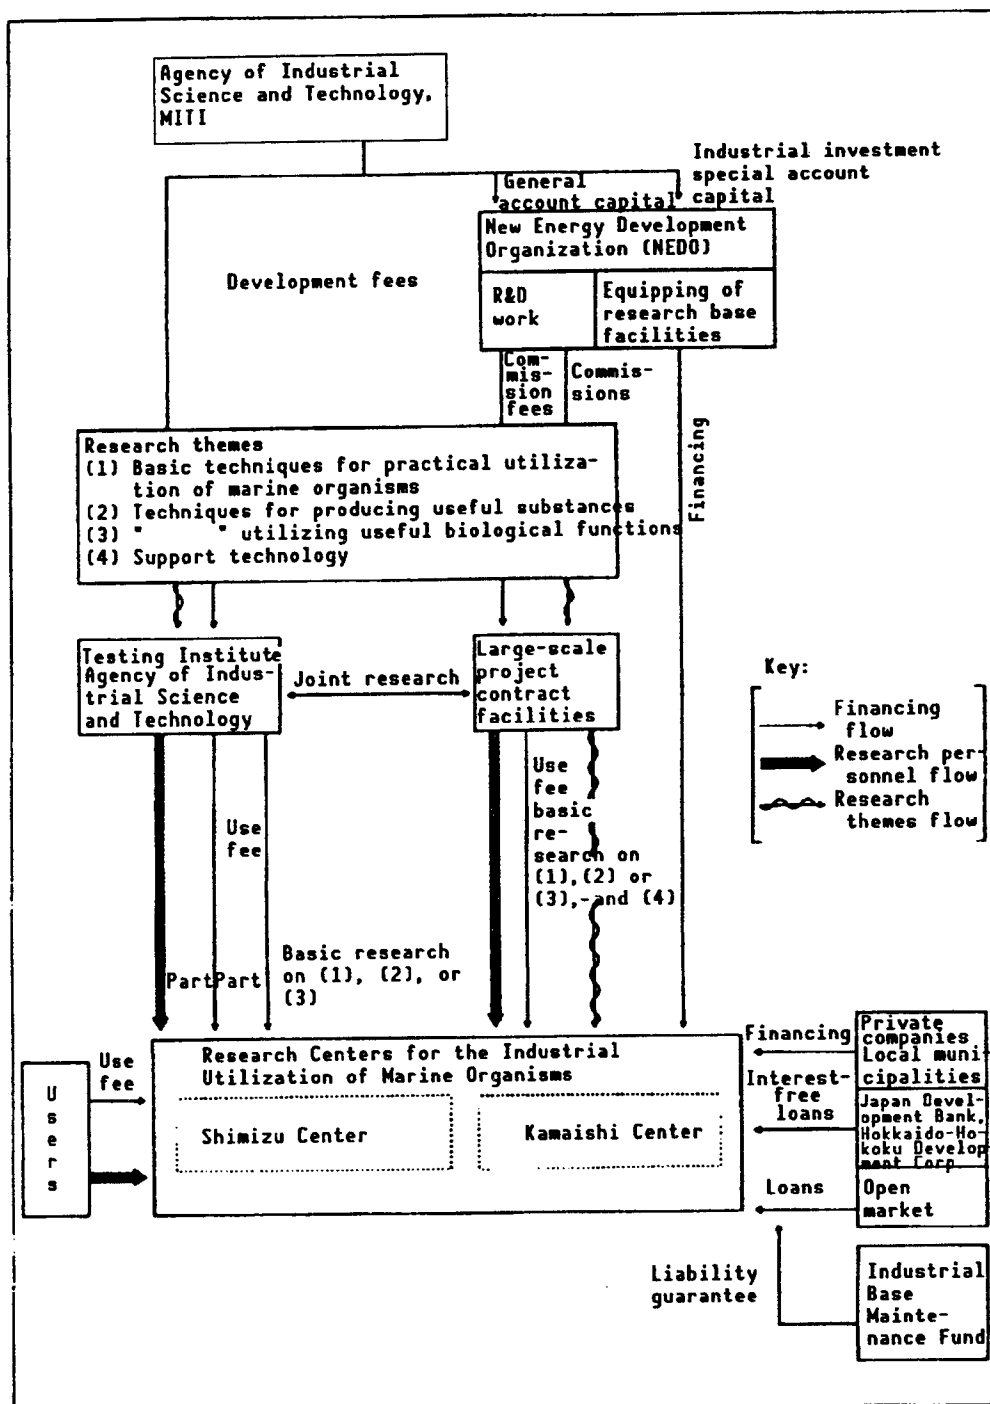 Agency of Industrial
Science and Technology,
MITI
Industrial investment
special account
capital
General
account capital
New Energy Development
Organization (NEDO)
R&D
work
Equipping of
research base
facilities
Development fees
Com-
mis-
sion
fees
Commis-
sions
Financing
Research themes
(1) Basic techniques for practical utiliza-
tion of marine organisms
(2) Techniques for producing useful substances
(3) " " utilizing useful biological functions
(4) Support technology
Testing Institute
Agency of Indus-
trial Science
and Technology
Joint research
Large-scale
project
contract
facilities
Key:
Financing
flow
Research per-
sonnel flow
Research
themes flow
Use
fee
Use
fee
basic
re-
search on
(1),(2) or
(3),-and (4)
Part
Part
Basic research
on (1), (2), or
(3)
Users
Use
fee
Research Centers for the Industrial
Utilization of Marine Organisms
Shimizu Center
Kamaishi Center
Financing
Interest-
free
loans
Loans
Private
companies
Local muni-
cipalities
Japan Devel-
opment Bank,
Hokkaido-Ho-
koku Develop-
ment Corp.
Open
market
Liability
guarantee
Industrial
Base
Mainte-
nance Fund